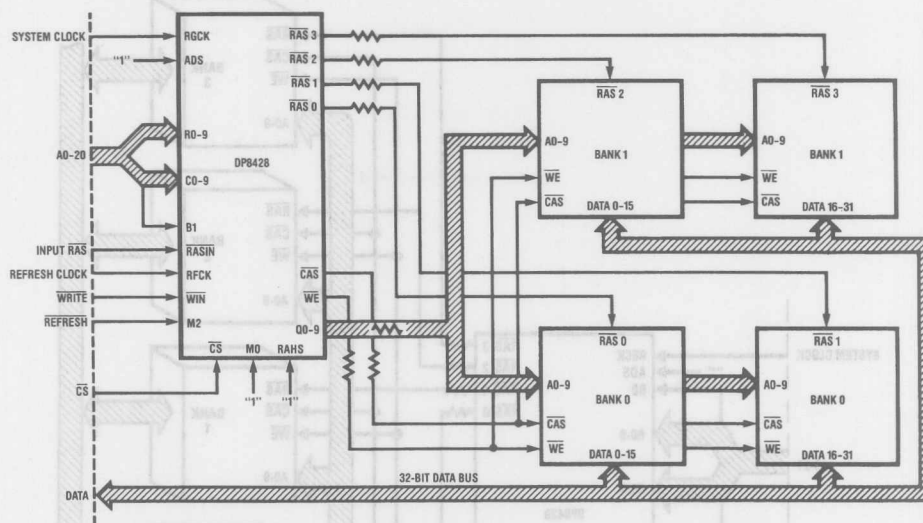 SYSTEM CLOCK
RGCK
"1"
ADS
A0-20
R0-9
C0-9
B1
INPUT RAS
RASIN
REFRESH CLOCK
RFCK
WRITE
WIN
REFRESH
M2
DP8428
RAS 3
RAS 2
RAS 1
RAS 0
CAS
WE
Q0-9
CS
M0
RAHS
CS
"1"
"1"
RAS 2
A0-9
BANK 1
WE
CAS
DATA 0-15
RAS 3
A0-9
BANK 1
WE
CAS
DATA 16-31
RAS 0
A0-9
BANK 0
CAS
WE
DATA 0-15
RAS 1
A0-9
BANK 0
CAS
WE
DATA 16-31
32-BIT DATA BUS
DATA